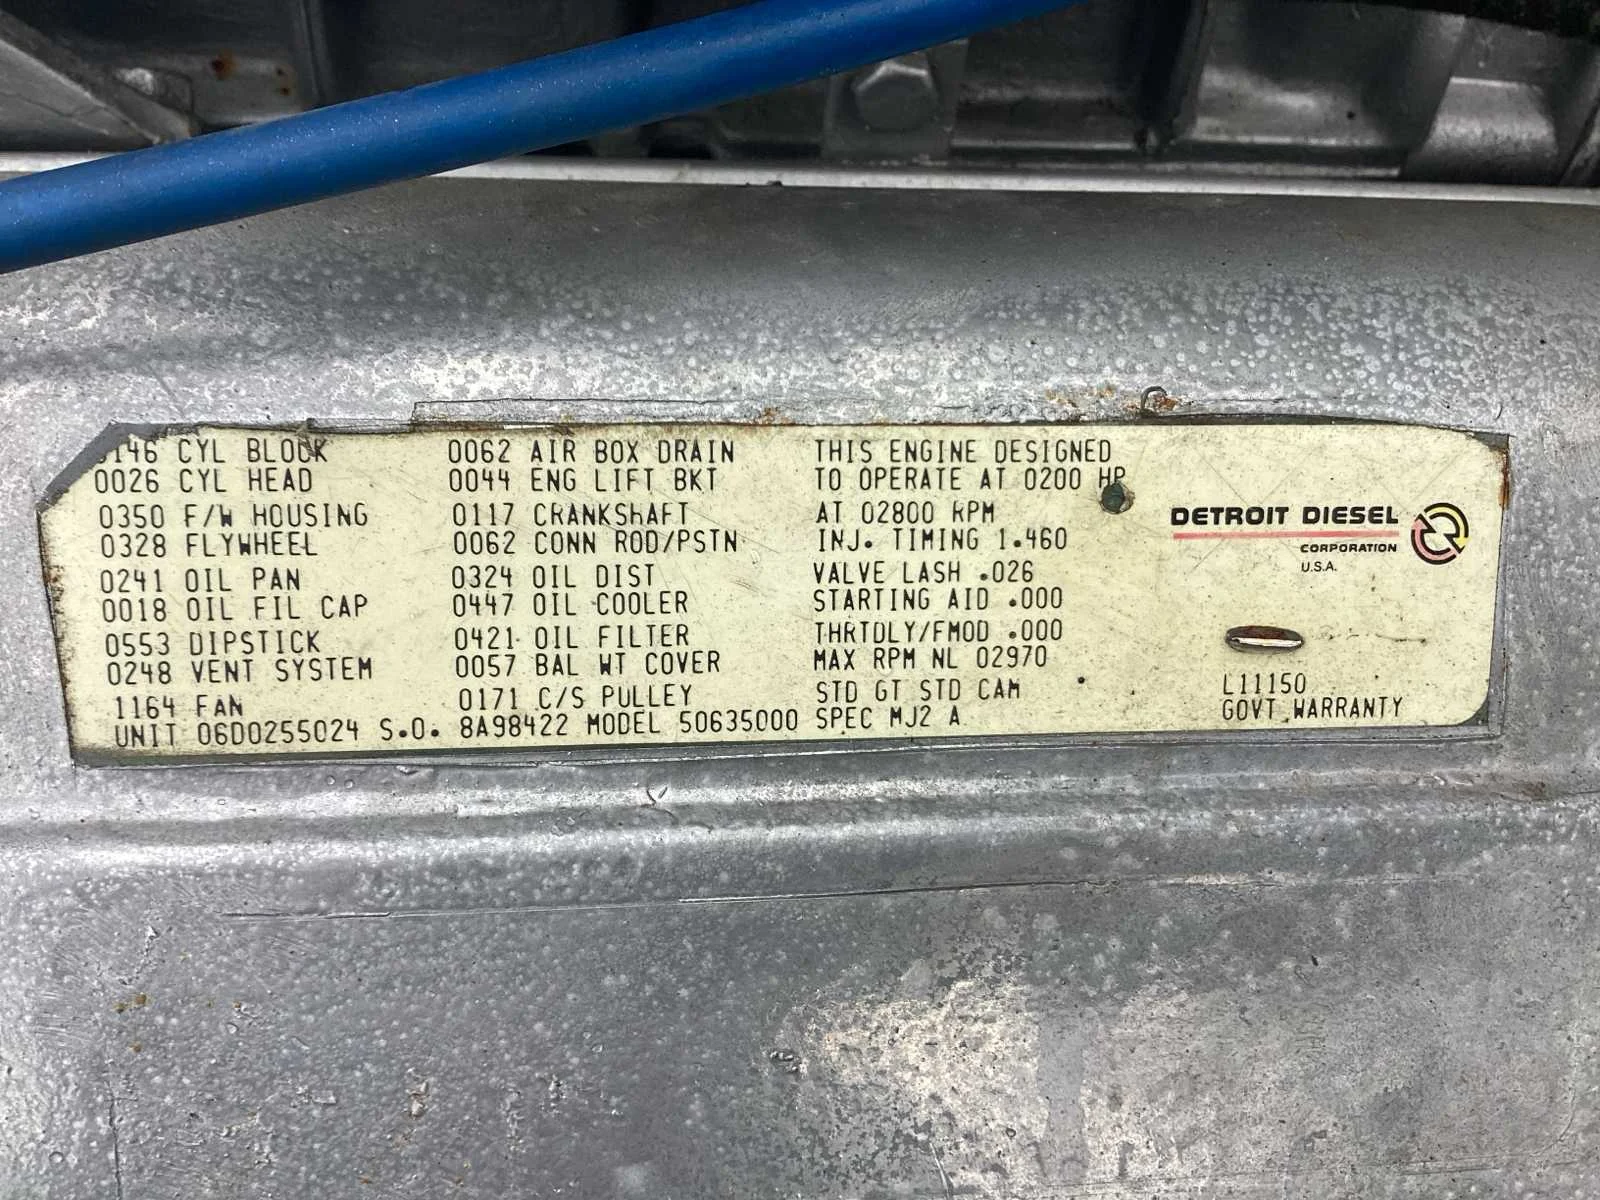 CYL BLOCK 0062 AIR BOX DRAIN THIS ENGINE DESIGNED
0026 CYL HEAD 0044 ENG LIFT BKT TO OPERATE AT 0200 HP
0350 F/W HOUSING 0117 CRANKSHAFT AT 02800 RPM
0328 FLYWHEEL 0062 CONN ROD/PSTN INJ. TIMING 1.460
0241 OIL PAN 0324 OIL DIST VALVE LASH .026
0018 OIL FIL CAP 0447 OIL COOLER STARTING AID .000
0553 DIPSTICK 0421 OIL FILTER THRTDLY/FMOD .000
0248 VENT SYSTEM 0057 BAL WT COVER MAX RPM NL 02970
1164 FAN 0171 C/S PULLEY STD GT STD CAM
UNIT 06D0255024 S.O. 8A98422 MODEL 50635000 SPEC MJ2 A
DETROIT DIESEL
CORPORATION
U.S.A.
L11150
GOVT WARRANTY